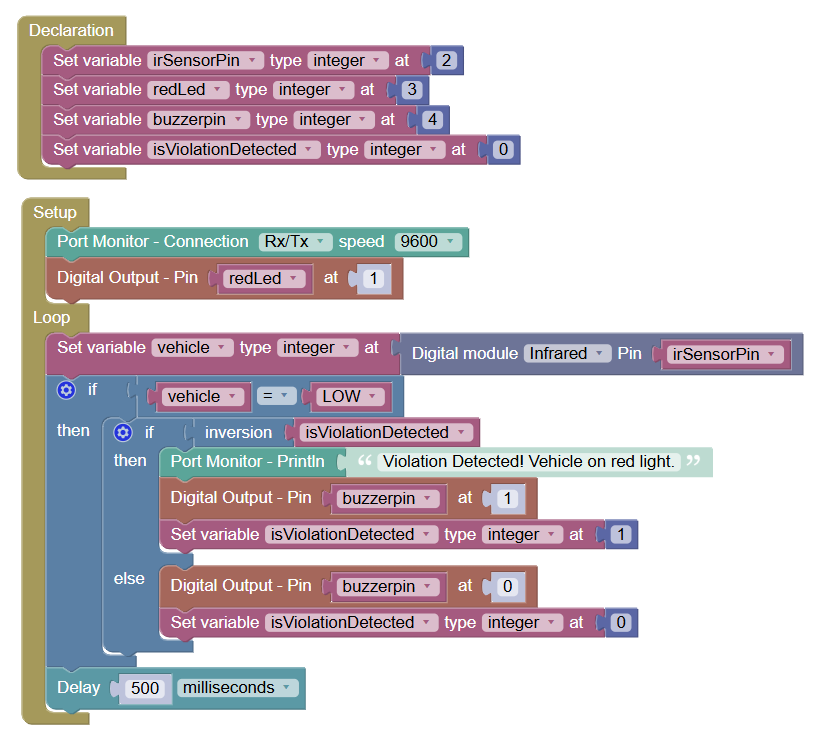 Declaration
Set variable irSensorPin type integer at 2
Set variable redLed type integer at 3
Set variable buzzerpin type integer at 4
Set variable isViolationDetected type integer at 0
Setup
Port Monitor - Connection Rx/Tx speed 9600
Digital Output - Pin redLed at 1
Loop
Set variable vehicle type integer at Digital module Infrared Pin irSensorPin
if vehicle = LOW
then if inversion isViolationDetected
then Port Monitor - Println “ Violation Detected! Vehicle on red light. ”
Digital Output - Pin buzzerpin at 1
Set variable isViolationDetected type integer at 1
else Digital Output - Pin buzzerpin at 0
Set variable isViolationDetected type integer at 0
Delay 500 milliseconds